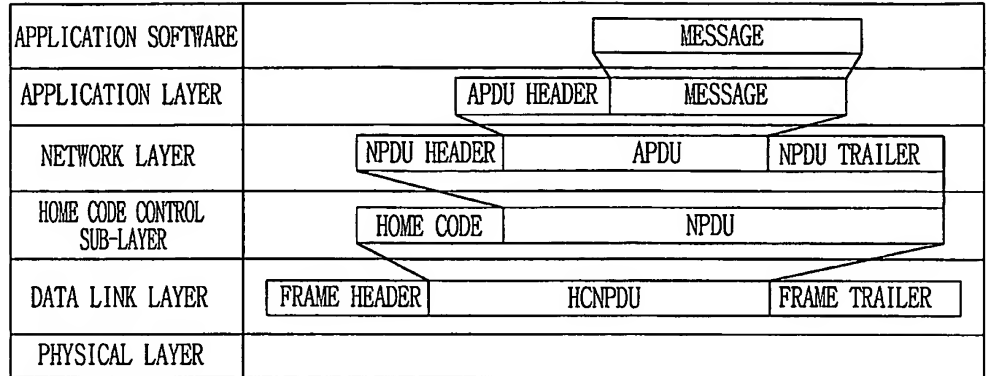 APPLICATION SOFTWARE
MESSAGE
APPLICATION LAYER
APDU HEADER
MESSAGE
NETWORK LAYER
NPDU HEADER
APDU
NPDU TRAILER
HOME CODE CONTROL
SUB-LAYER
HOME CODE
NPDU
DATA LINK LAYER
FRAME HEADER
HCNPDU
FRAME TRAILER
PHYSICAL LAYER